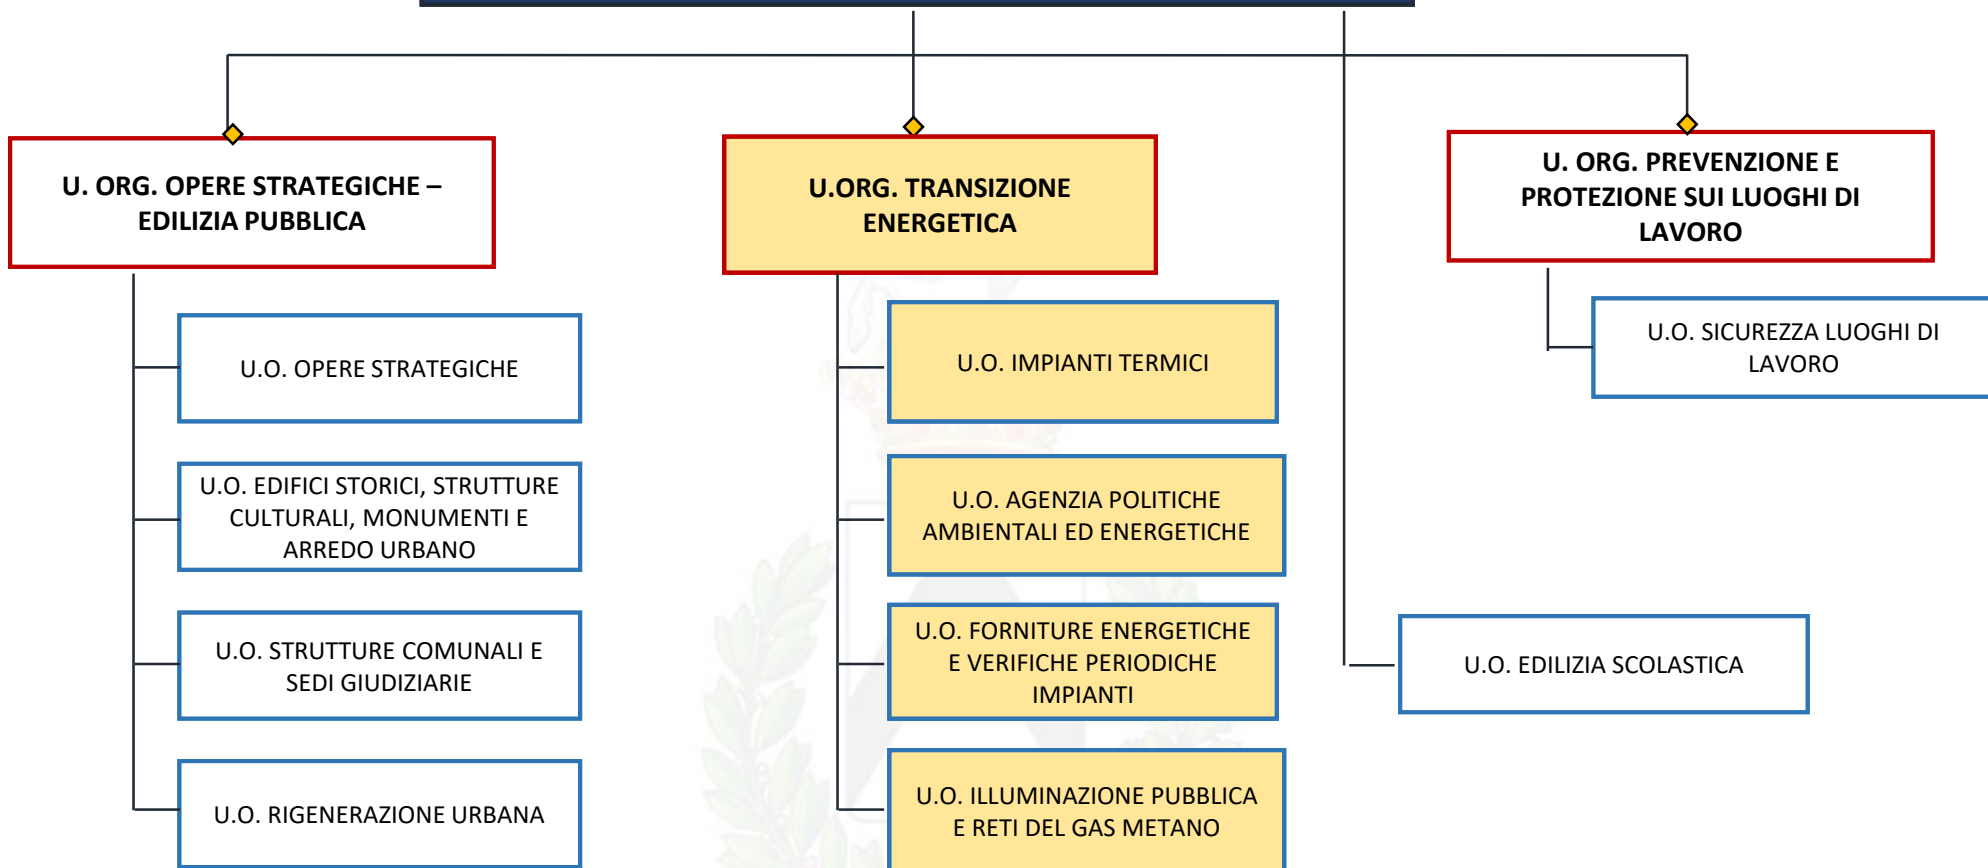 U. ORG. OPERE STRATEGICHE –
EDILIZIA PUBBLICA
U.O. OPERE STRATEGICHE
U.O. EDIFICI STORICI, STRUTTURE
CULTURALI, MONUMENTI E
ARREDO URBANO
U.O. STRUTTURE COMUNALI E
SEDI GIUDIZIARIE
U.O. RIGENERAZIONE URBANA
U.ORG. TRANSIZIONE
ENERGETICA
U.O. IMPIANTI TERMICI
U.O. AGENZIA POLITICHE
AMBIENTALI ED ENERGETICHE
U.O. FORNITURE ENERGETICHE
E VERIFICHE PERIODICHE
IMPIANTI
U.O. ILLUMINAZIONE PUBBLICA
E RETI DEL GAS METANO
U. ORG. PREVENZIONE E
PROTEZIONE SUI LUOGHI DI
LAVORO
U.O. SICUREZZA LUOGHI DI
LAVORO
U.O. EDILIZIA SCOLASTICA